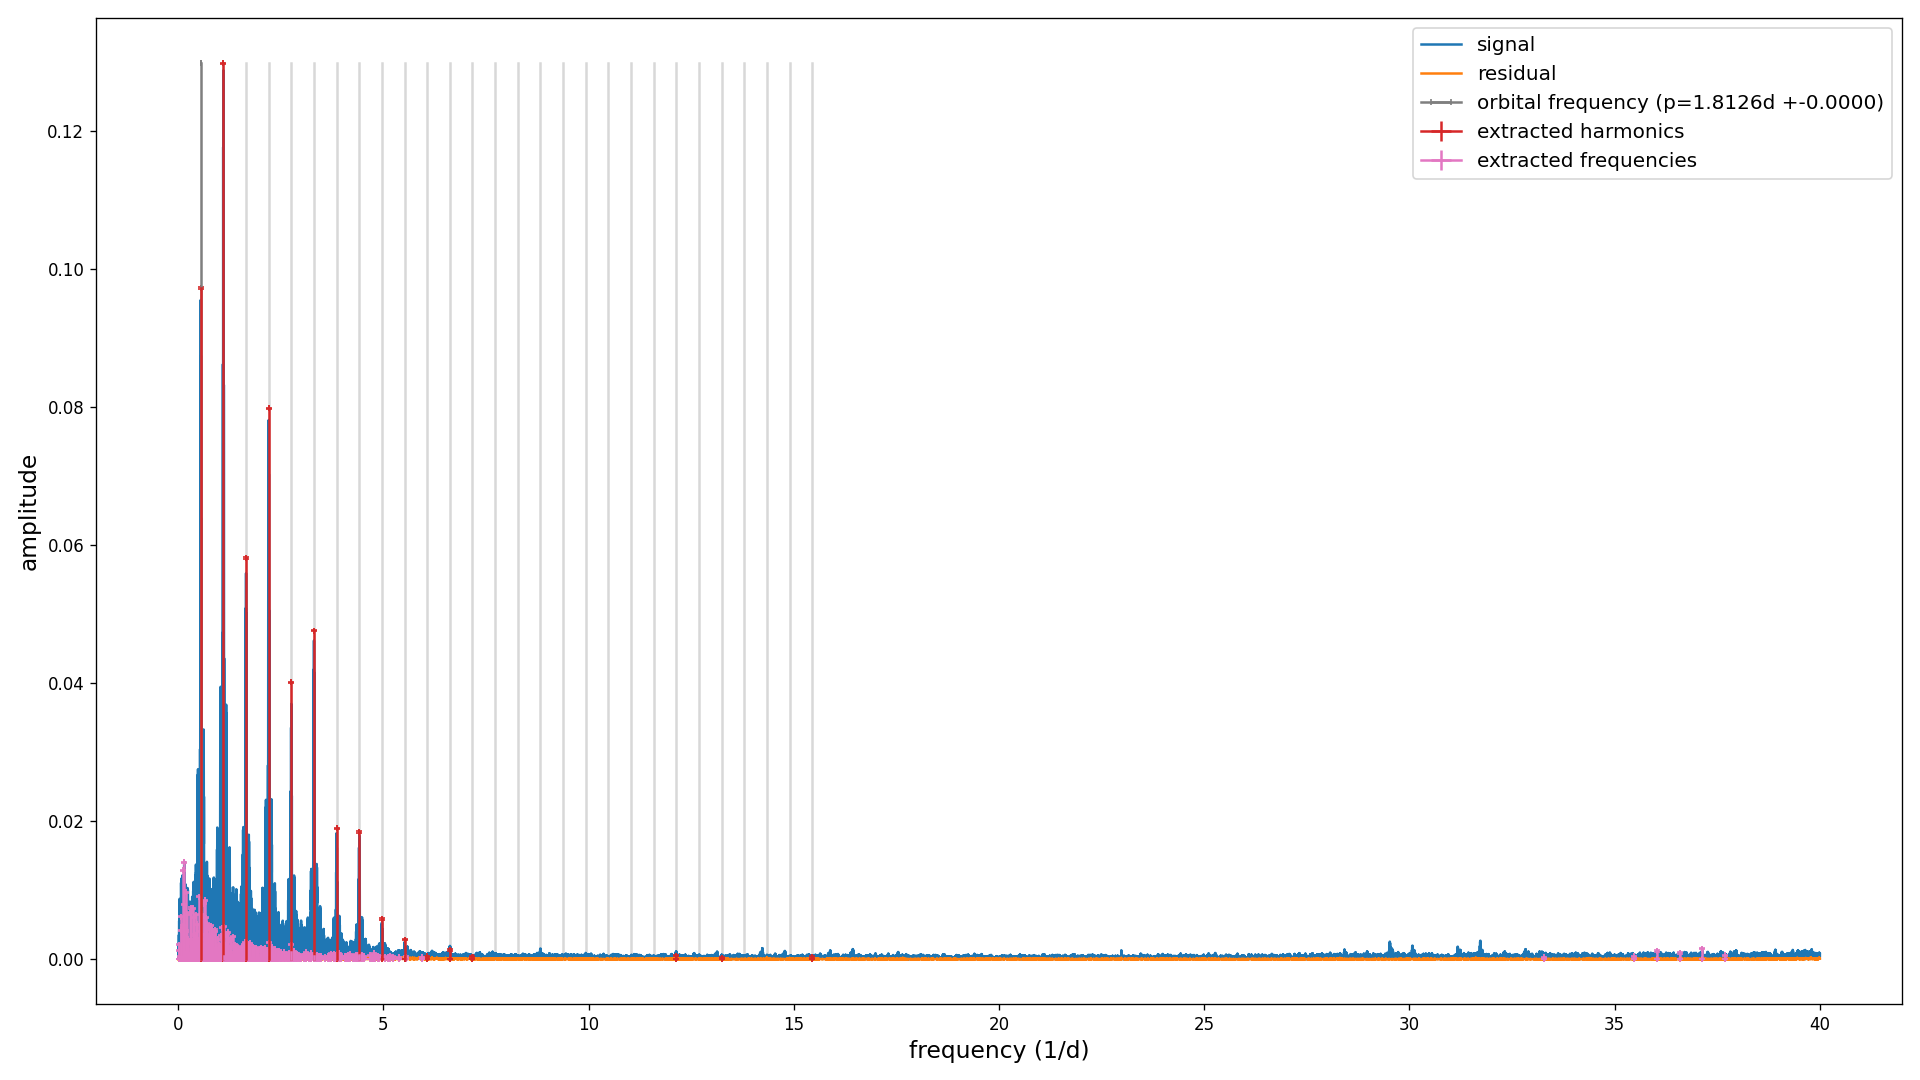 signal
residual
orbital frequency (p=1.8126d +-0.0000)
extracted harmonics
extracted frequencies
0.12
0.10
0.08
0.06
0.04
0.02
0.00
amplitude
0 5 10 15 20 25 30 35 40
frequency (1/d)